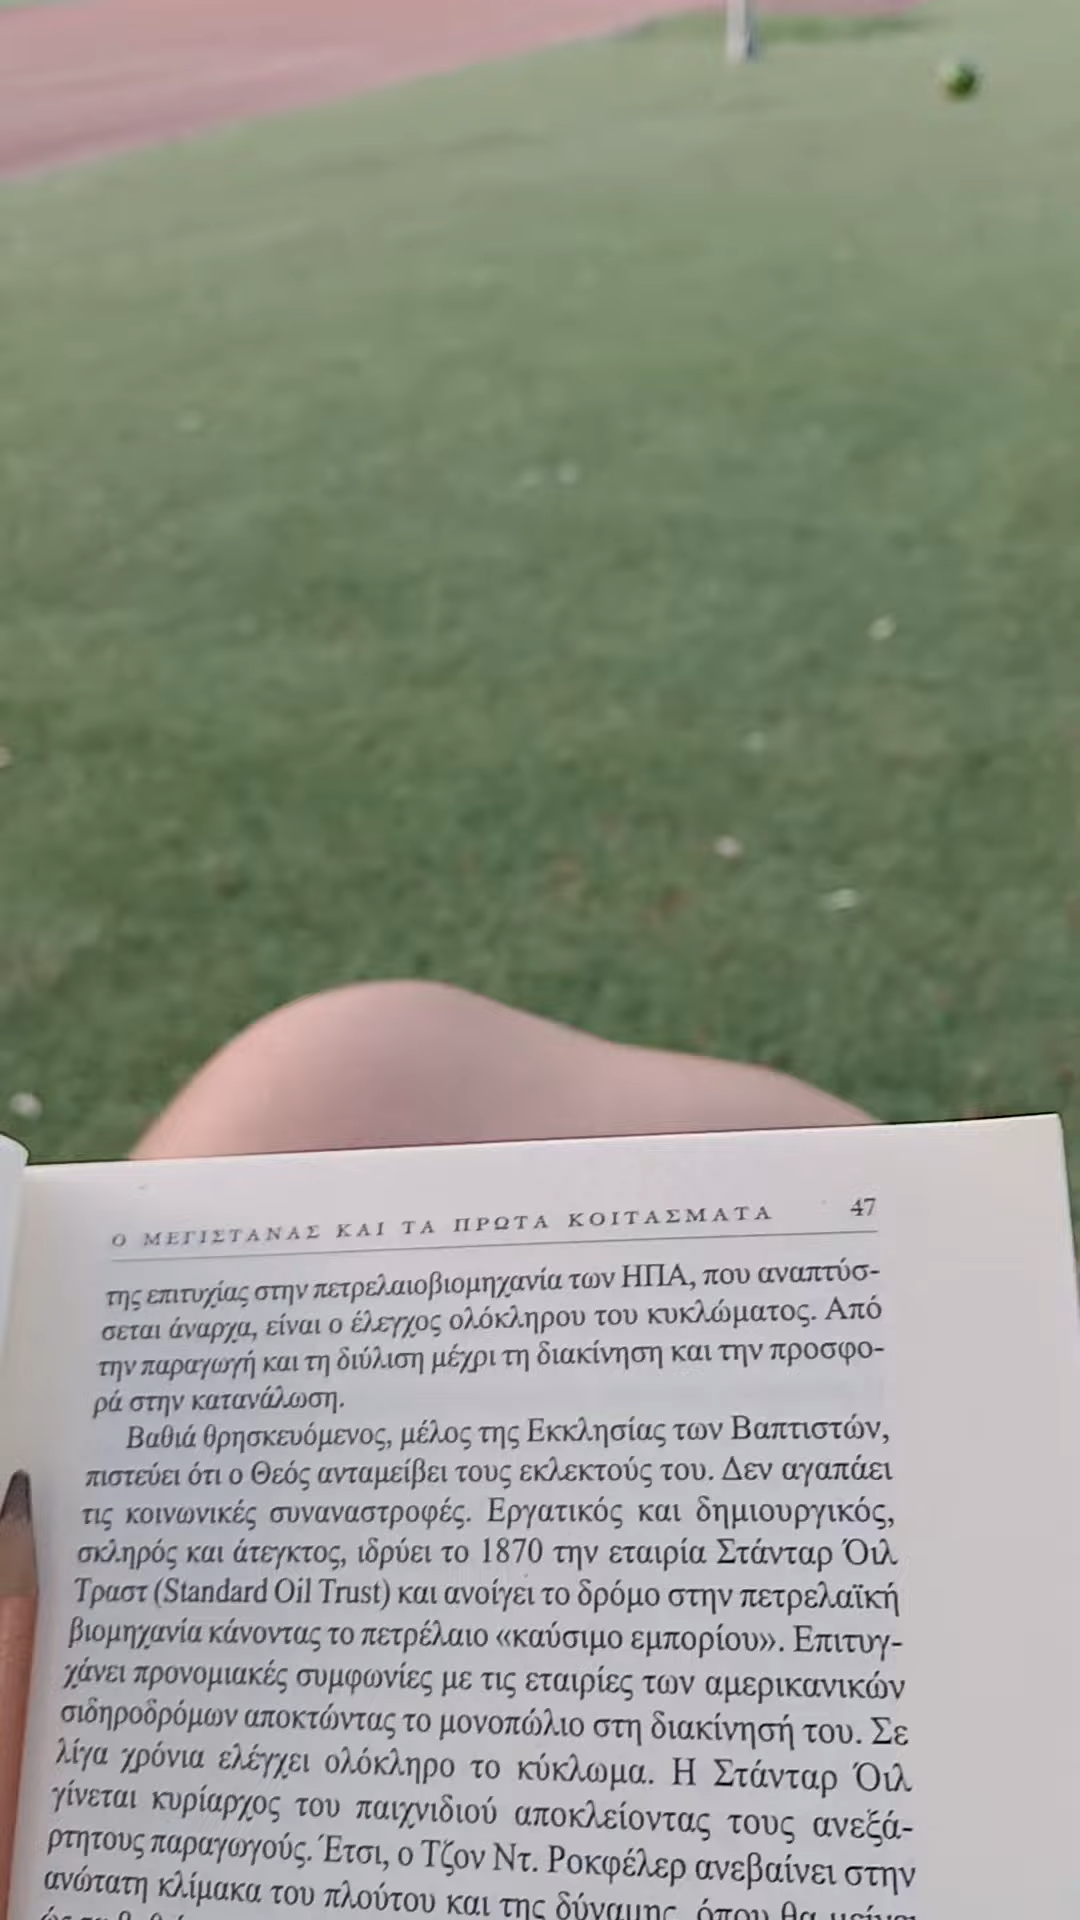 Ο ΜΕΓΙΣΤΑΝΑΣ ΚΑΙ ΤΑ ΠΡΩΤΑ ΚΟΙΤΑΣΜΑΤΑ 47
της επιτυχίας στην πετρελαιοβιομηχανία των ΗΠΑ, που αναπτύσ-
σεται άναρχα, είναι ο έλεγχος ολόκληρου του κυκλώματος. Από
την παραγωγή και τη διύλιση μέχρι τη διακίνηση και την προσφο-
ρά στην κατανάλωση.
Βαθιά θρησκευόμενος, μέλος της Εκκλησίας των Βαπτιστών,
πιστεύει ότι ο Θεός ανταμείβει τους εκλεκτούς του. Δεν αγαπάει
τις κοινωνικές συναναστροφές. Εργατικός και δημιουργικός,
σκληρός και άτεγκτος, ιδρύει το 1870 την εταιρία Στάνταρ Όιλ
Τραστ (Standard Oil Trust) και ανοίγει το δρόμο στην πετρελαϊκή
βιομηχανία κάνοντας το πετρέλαιο «καύσιμο εμπορίου». Επιτυγ-
χάνει προνομιακές συμφωνίες με τις εταιρίες των αμερικανικών
σιδηροδρόμων αποκτώντας το μονοπώλιο στη διακίνησή του. Σε
λίγα χρόνια ελέγχει ολόκληρο το κύκλωμα. Η Στάνταρ Όιλ
γίνεται κυρίαρχος του παιχνιδιού αποκλείοντας τους ανεξά-
ρτητους παραγωγούς. Έτσι, ο Τζον Ντ. Ροκφέλερ ανεβαίνει στην
ανώτατη κλίμακα του πλούτου και της δύναμης, όπου θα μείνει